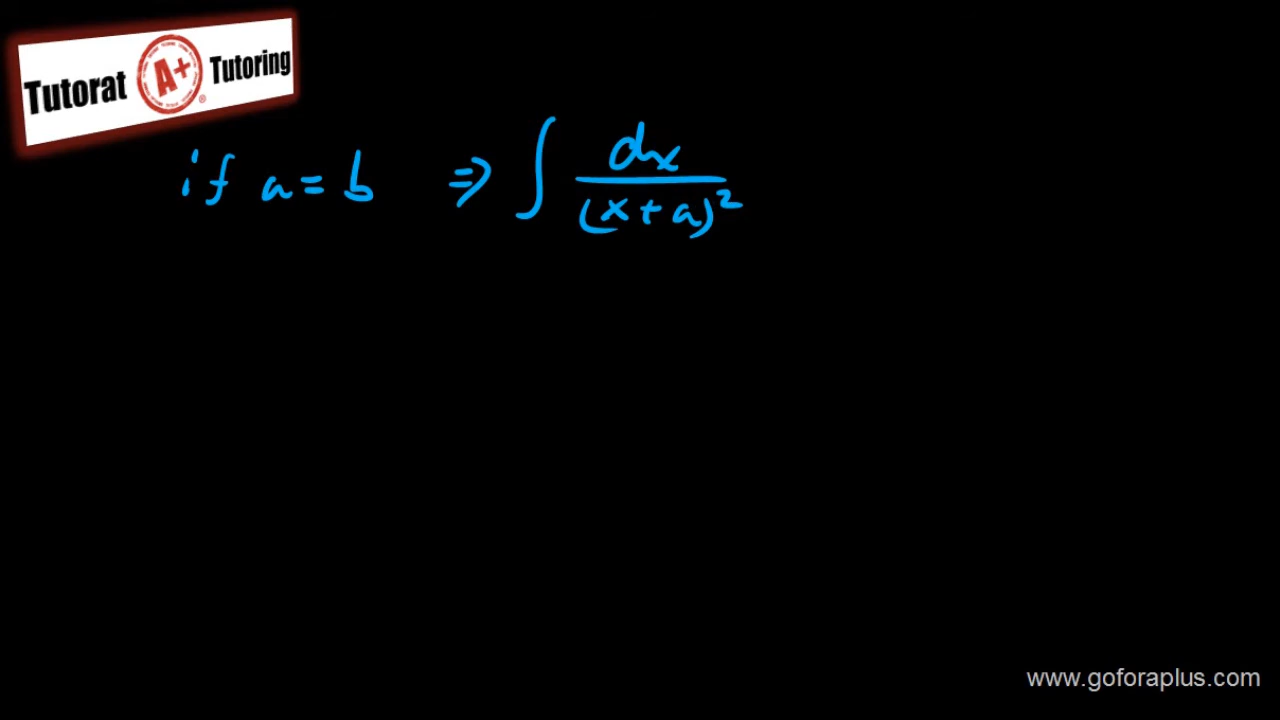 Tutorat A+ Tutoring ®
if a = b ⇒ ∫ dx / (x + a)²
www.goforaplus.com